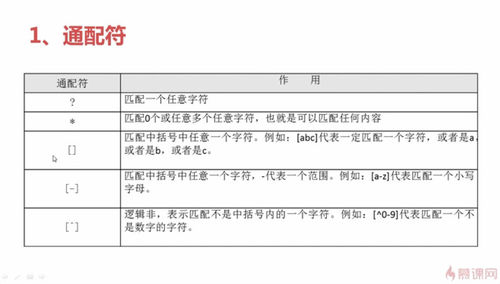 1、通配符
通配符
作 用
?
匹配一个任意字符
*
匹配0个或任意多个任意字符，也就是可以匹配任何内容
[]
匹配中括号中任意一个字符。例如：[abc]代表一定匹配一个字符，或者是a，
或者是b，或者是c。
[-]
匹配中括号中任意一个字符，-代表一个范围。例如：[a-z]代表匹配一个小写
字母。
[^]
逻辑非，表示匹配不是中括号内的一个字符。例如：[^0-9]代表匹配一个不
是数字的字符。
慕课网